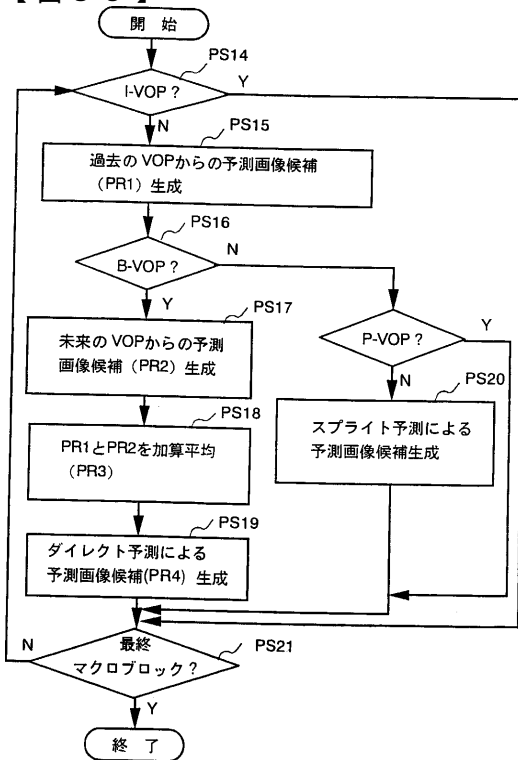 開 始
PS14
I-VOP ?
Y
N
PS15
過去の VOPからの予測画像候補
（PR1）生成
PS16
B-VOP ?
N
Y
PS17
未来の VOPからの予測
画像候補（PR2）生成
P-VOP ?
Y
N
PS18
PR1とPR2を加算平均
（PR3）
PS20
スプライト予測による
予測画像候補生成
PS19
ダイレクト予測による
予測画像候補(PR4）生成
PS21
最終
マクロブロック ?
N
Y
終 了